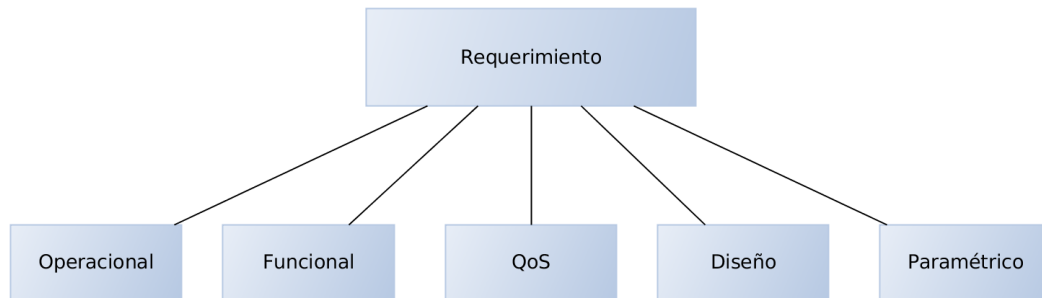 Requerimiento
Operacional
Funcional
QoS
Diseño
Paramétrico